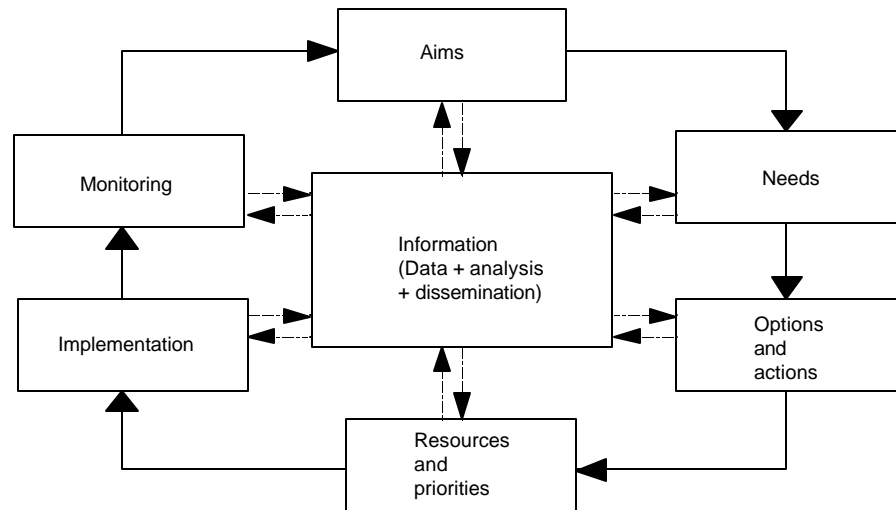 Aims
Monitoring
Needs
Information
(Data + analysis
+ dissemination)
Implementation
Options
and
actions
Resources
and
priorities